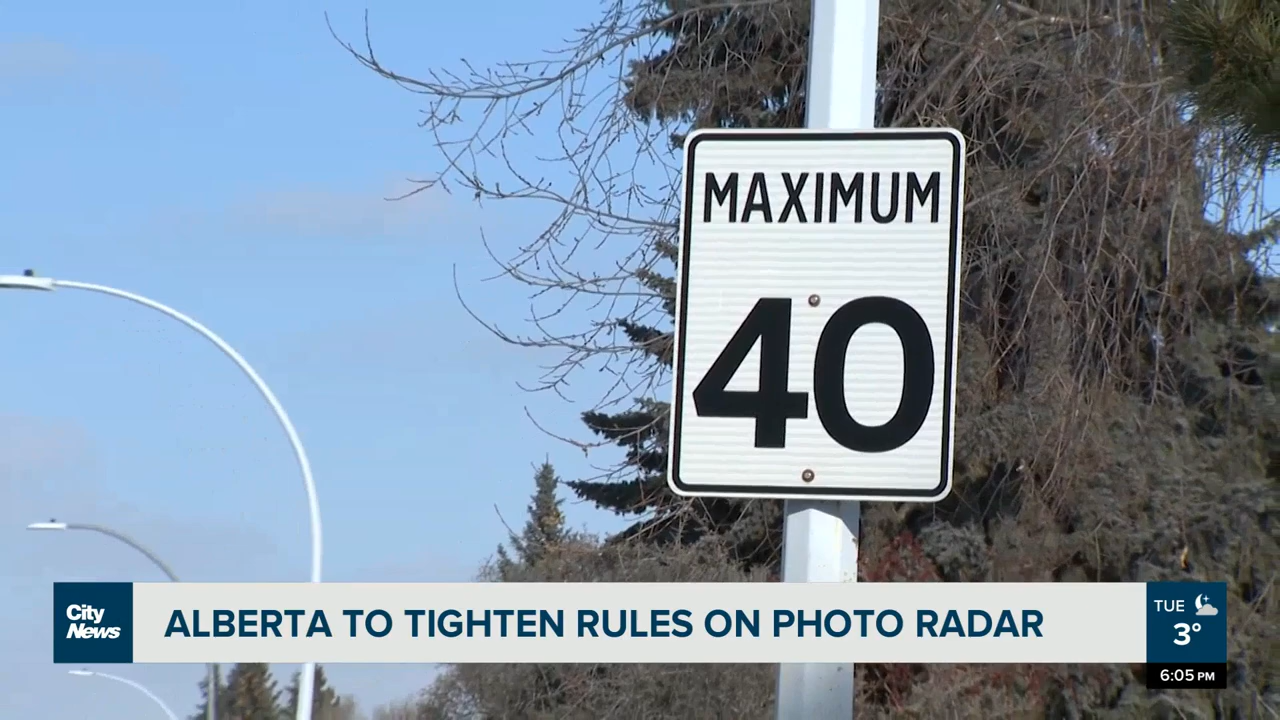 MAXIMUM
40
City
News
ALBERTA TO TIGHTEN RULES ON PHOTO RADAR
TUE
3°
6:05 PM